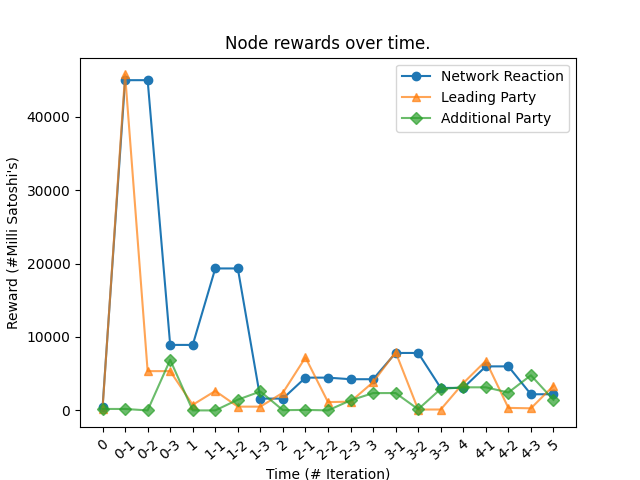 Node rewards over time.
Network Reaction
Leading Party
Additional Party
Reward (#Milli Satoshi's)
40000
30000
20000
10000
0
0 0-1 0-2 0-3 1 1-1 1-2 1-3 2 2-1 2-2 2-3 3 3-1 3-2 3-3 4 4-1 4-2 4-3 5
Time (# Iteration)